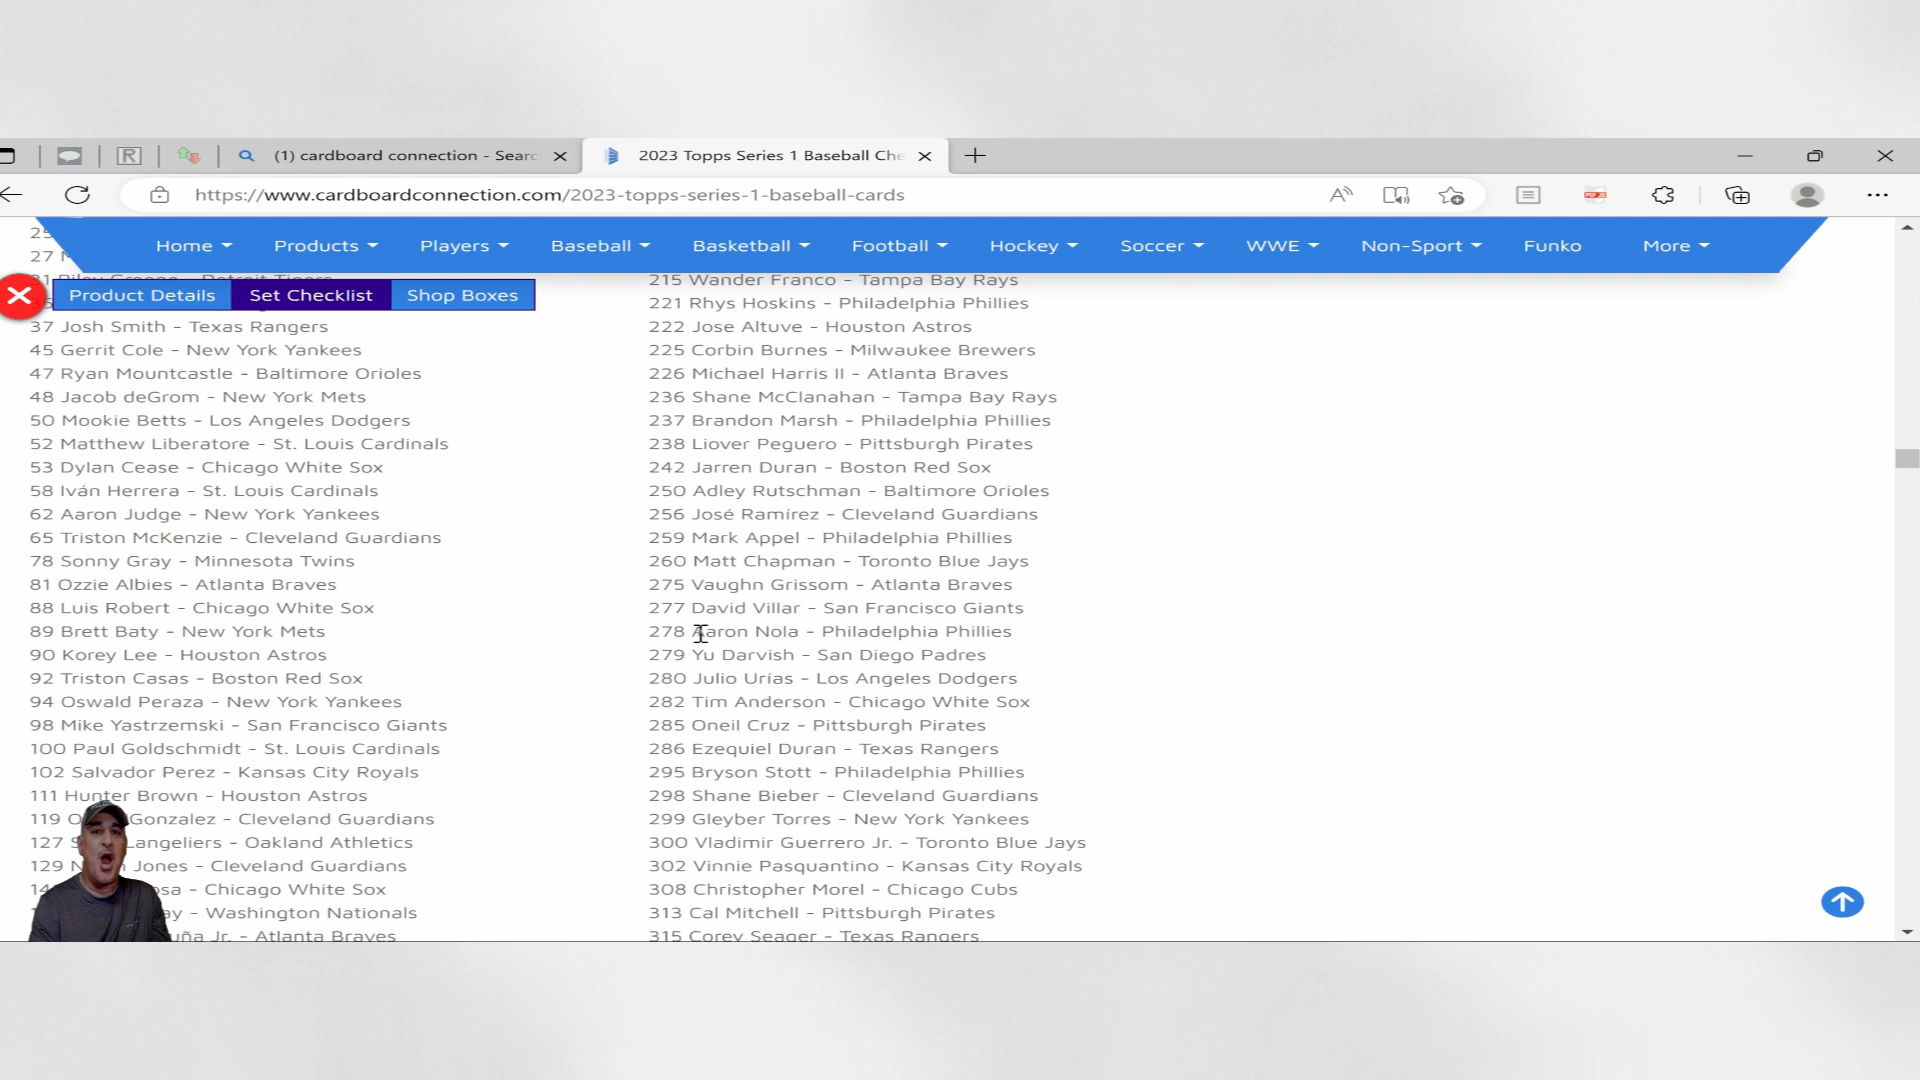 (1) cardboard connection - Searc
2023 Topps Series 1 Baseball Che
https://www.cardboardconnection.com/2023-topps-series-1-baseball-cards
Home Products Players Baseball Basketball Football Hockey Soccer WWE Non-Sport Funko More
Product Details Set Checklist Shop Boxes
25
27
37 Josh Smith - Texas Rangers
45 Gerrit Cole - New York Yankees
47 Ryan Mountcastle - Baltimore Orioles
48 Jacob deGrom - New York Mets
50 Mookie Betts - Los Angeles Dodgers
52 Matthew Liberatore - St. Louis Cardinals
53 Dylan Cease - Chicago White Sox
58 Iván Herrera - St. Louis Cardinals
62 Aaron Judge - New York Yankees
65 Triston McKenzie - Cleveland Guardians
78 Sonny Gray - Minnesota Twins
81 Ozzie Albies - Atlanta Braves
88 Luis Robert - Chicago White Sox
89 Brett Baty - New York Mets
90 Korey Lee - Houston Astros
92 Triston Casas - Boston Red Sox
94 Oswald Peraza - New York Yankees
98 Mike Yastrzemski - San Francisco Giants
100 Paul Goldschmidt - St. Louis Cardinals
102 Salvador Perez - Kansas City Royals
111 Hunter Brown - Houston Astros
119 Gonzalez - Cleveland Guardians
127 Langeliers - Oakland Athletics
129 Jones - Cleveland Guardians
- Chicago White Sox
- Washington Nationals
Jr. - Atlanta Braves
215 Wander Franco - Tampa Bay Rays
221 Rhys Hoskins - Philadelphia Phillies
222 Jose Altuve - Houston Astros
225 Corbin Burnes - Milwaukee Brewers
226 Michael Harris II - Atlanta Braves
236 Shane McClanahan - Tampa Bay Rays
237 Brandon Marsh - Philadelphia Phillies
238 Liover Peguero - Pittsburgh Pirates
242 Jarren Duran - Boston Red Sox
250 Adley Rutschman - Baltimore Orioles
256 José Ramírez - Cleveland Guardians
259 Mark Appel - Philadelphia Phillies
260 Matt Chapman - Toronto Blue Jays
275 Vaughn Grissom - Atlanta Braves
277 David Villar - San Francisco Giants
278 Aaron Nola - Philadelphia Phillies
279 Yu Darvish - San Diego Padres
280 Julio Urías - Los Angeles Dodgers
282 Tim Anderson - Chicago White Sox
285 Oneil Cruz - Pittsburgh Pirates
286 Ezequiel Duran - Texas Rangers
295 Bryson Stott - Philadelphia Phillies
298 Shane Bieber - Cleveland Guardians
299 Gleyber Torres - New York Yankees
300 Vladimir Guerrero Jr. - Toronto Blue Jays
302 Vinnie Pasquantino - Kansas City Royals
308 Christopher Morel - Chicago Cubs
313 Cal Mitchell - Pittsburgh Pirates
315 Corey Seager - Texas Rangers